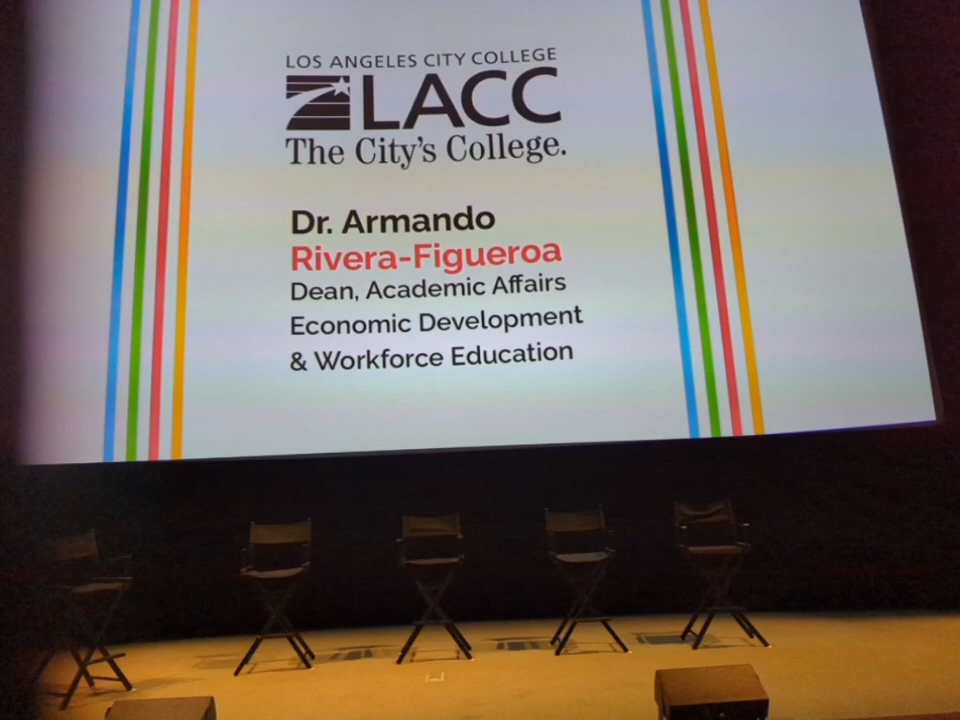 LOS ANGELES CITY COLLEGE
LACC
The City's College.
Dr. Armando
Rivera-Figueroa
Dean, Academic Affairs
Economic Development
& Workforce Education